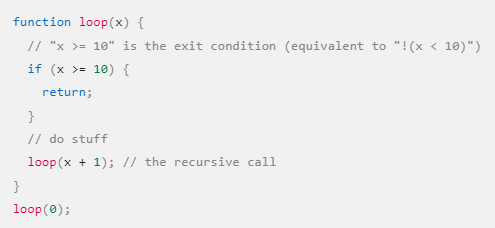 function loop(x) {
  // "x >= 10" is the exit condition (equivalent to "!(x < 10)")
  if (x >= 10) {
    return;
  }
  // do stuff
  loop(x + 1); // the recursive call
}
loop(0);